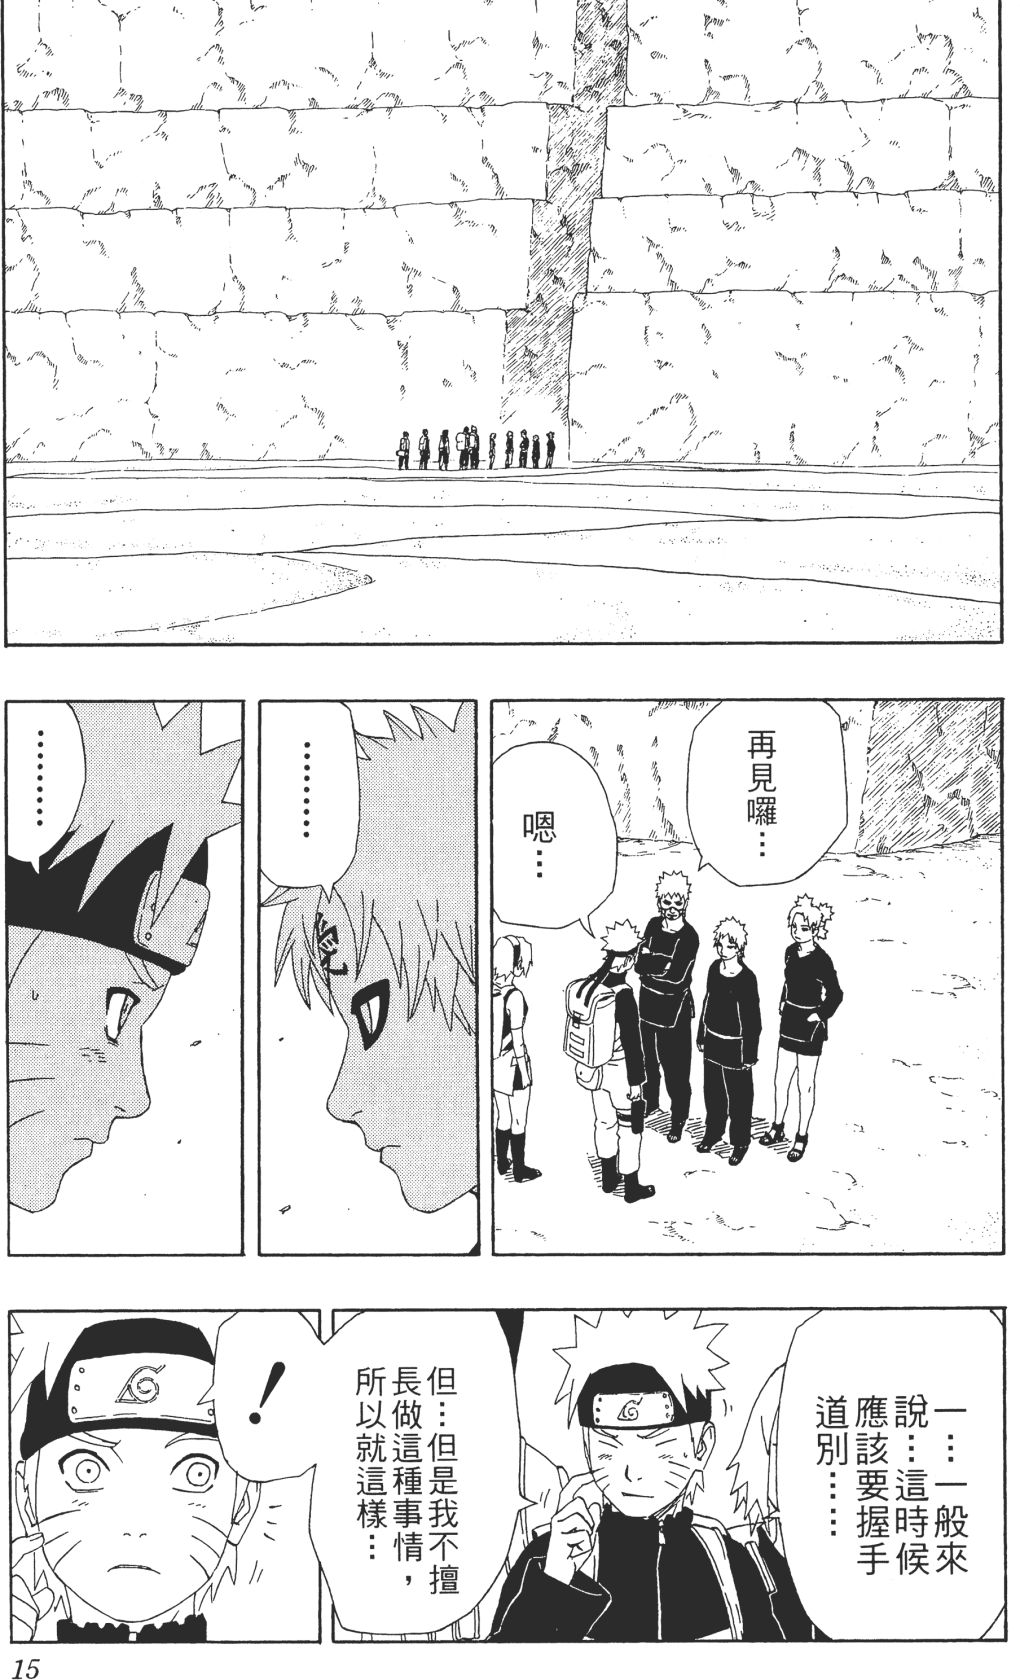 再見囉…
嗯…
………
………
一…一般來
說…這時候
應該要握手
道別……
但…但是我不擅
長做這種事情，
所以就這樣…
！
愛
15